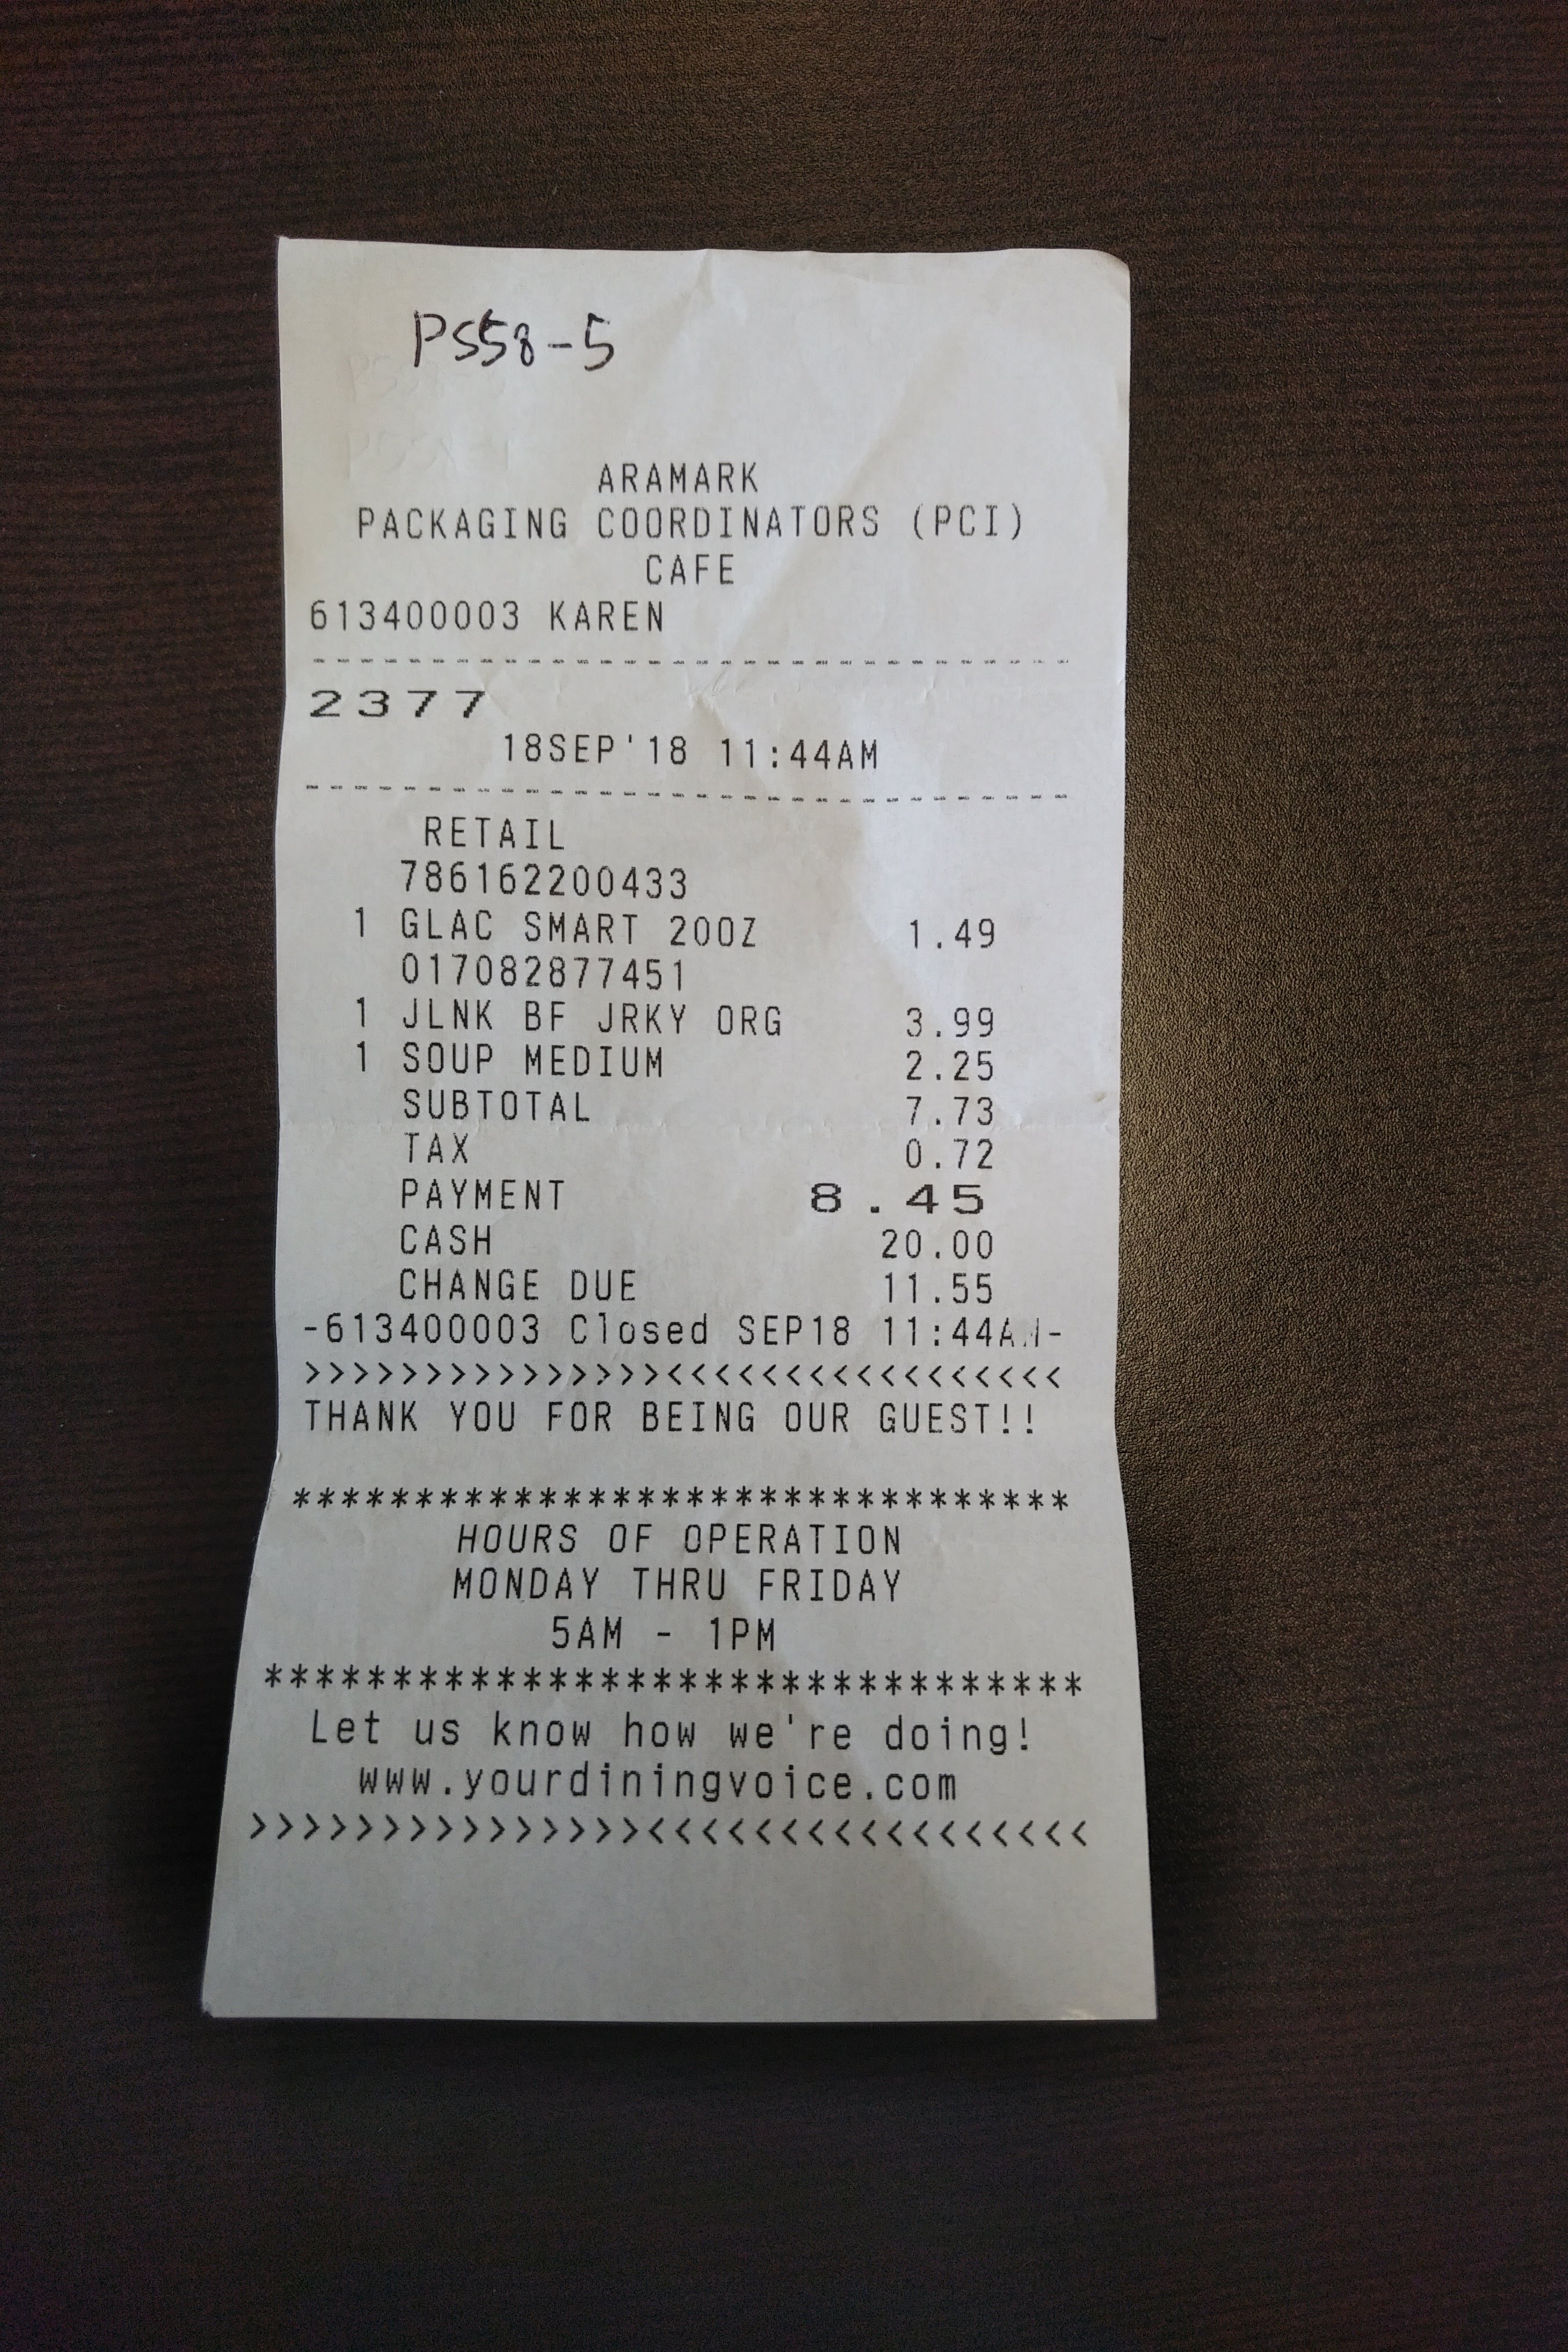 PS58-5
ARAMARK
PACKAGING COORDINATORS (PCI)
CAFE
613400003 KAREN
--------------------------------
2377
18SEP'18 11:44AM
--------------------------------
RETAIL
786162200433
1 GLAC SMART 20OZ 1.49
017082877451
1 JLNK BF JRKY ORG 3.99
1 SOUP MEDIUM 2.25
SUBTOTAL 7.73
TAX 0.72
PAYMENT 8.45
CASH 20.00
CHANGE DUE 11.55
-613400003 Closed SEP18 11:44AM-
>>>>>>>>>>>>>>><<<<<<<<<<<<<<<<<
THANK YOU FOR BEING OUR GUEST!!
********************************
HOURS OF OPERATION
MONDAY THRU FRIDAY
5AM - 1PM
********************************
Let us know how we're doing!
www.yourdiningvoice.com
>>>>>>>>>>>>>>><<<<<<<<<<<<<<<<<